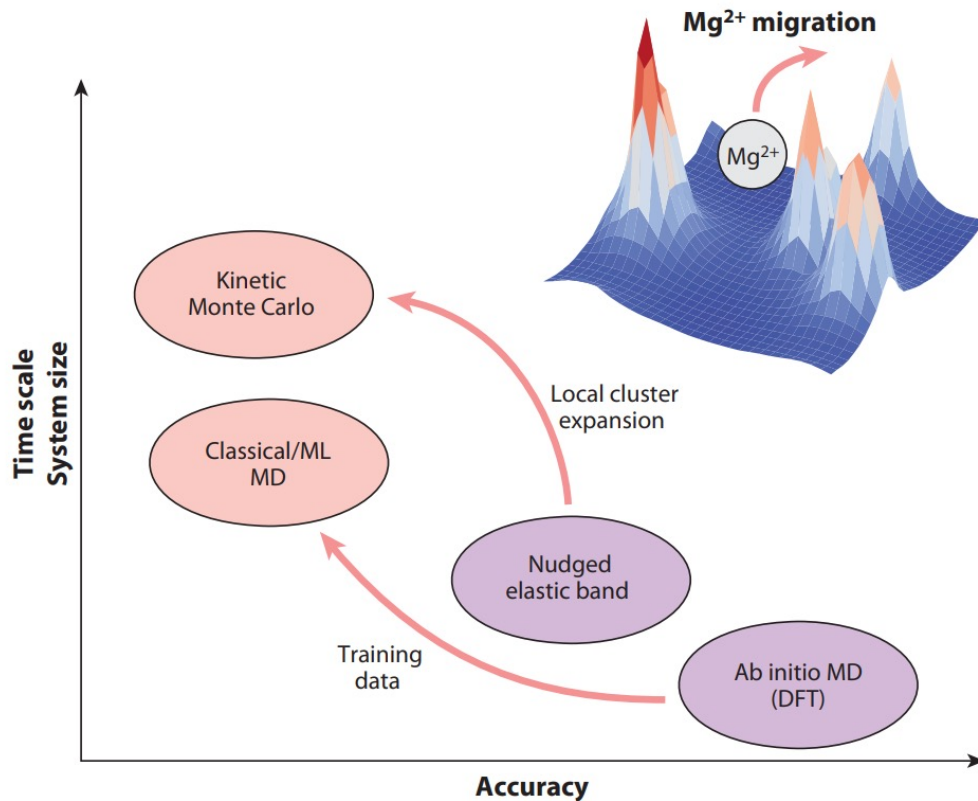 Mg²⁺ migration
Mg²⁺
Kinetic
Monte Carlo
Local cluster
expansion
Time scale
System size
Classical/ML
MD
Nudged
elastic band
Training
data
Ab initio MD
(DFT)
Accuracy